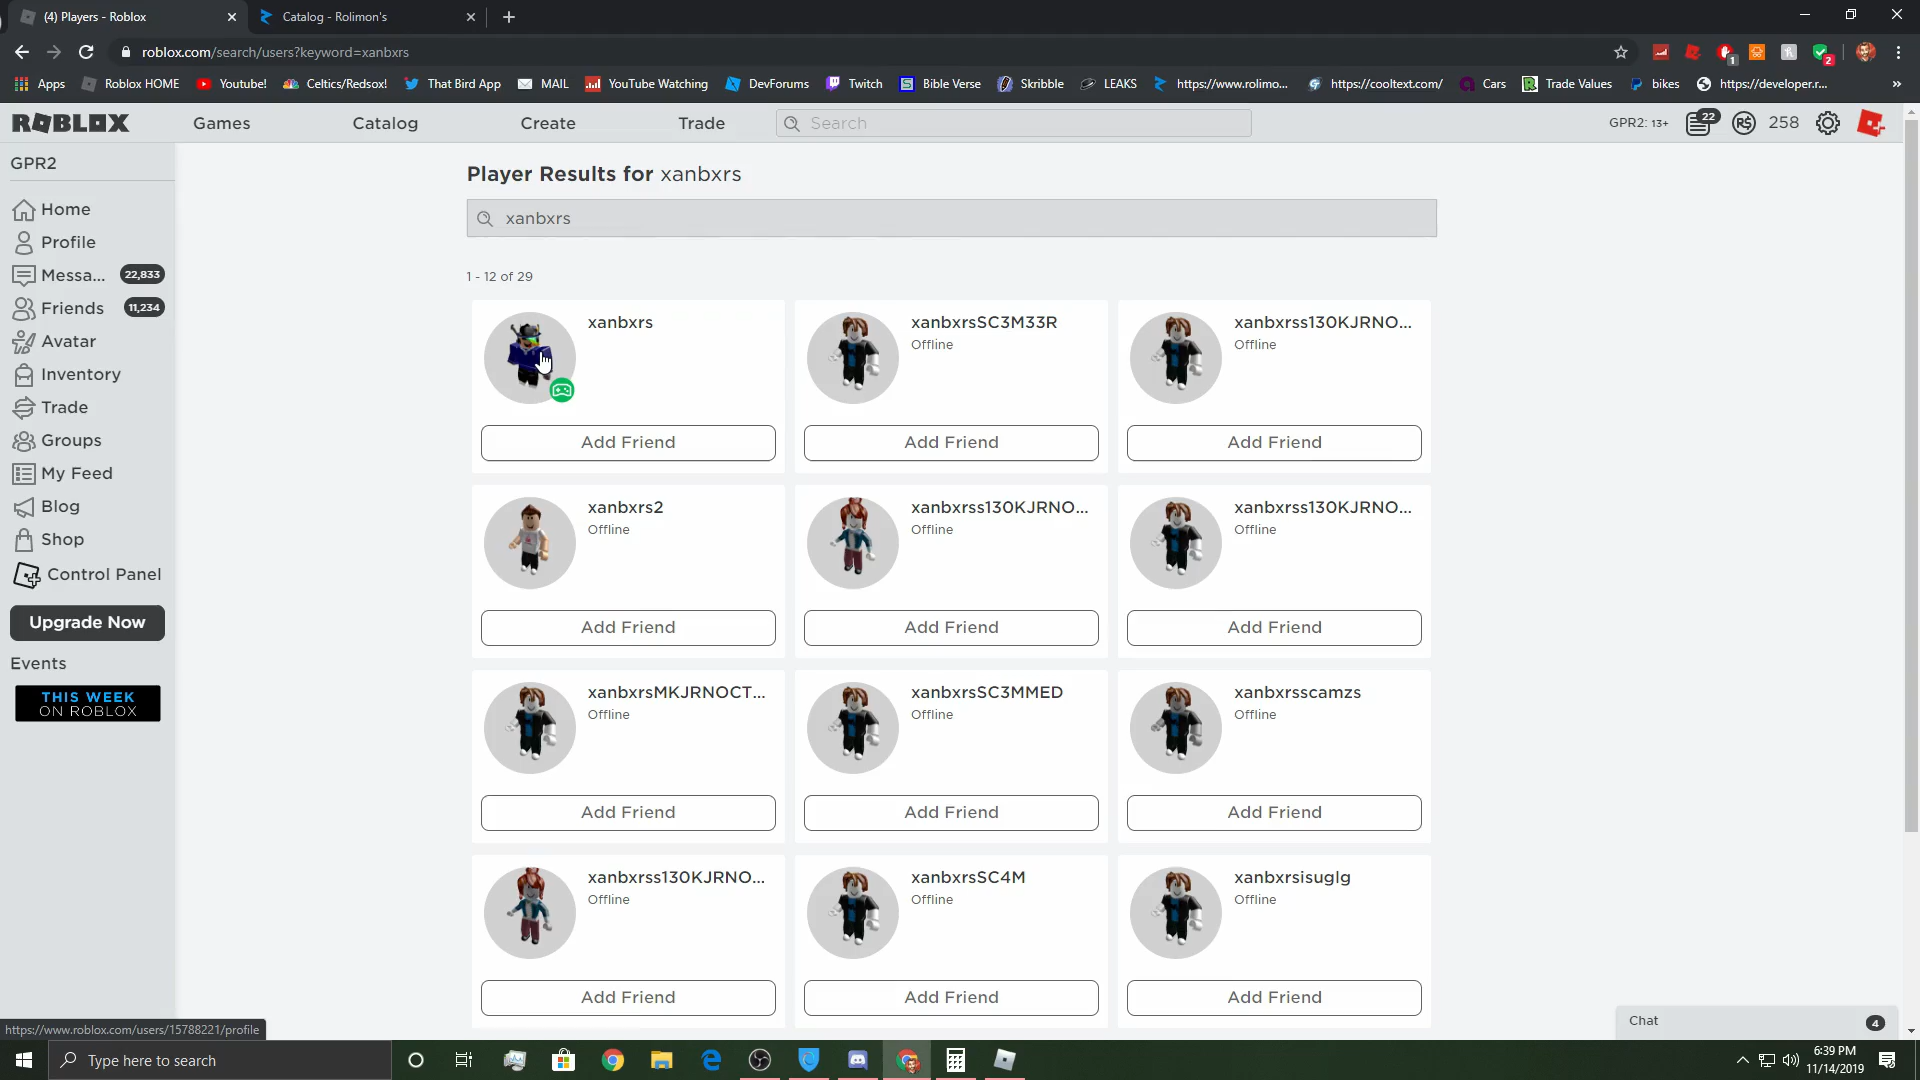 (4) Players - Roblox
Catalog - Rolimon's
roblox.com/search/users?keyword=xanbxrs
1
2
Apps
Roblox HOME
Youtube!
Celtics/Redsox!
That Bird App
MAIL
YouTube Watching
DevForums
Twitch
Bible Verse
Skribble
LEAKS
https://www.rolimo...
https://cooltext.com/
Cars
Trade Values
bikes
https://developer.r...
ROBLOX
Games
Catalog
Create
Trade
Search
GPR2: 13+
22
258
GPR2
Home
Profile
Messa... 22,833
Friends 11,234
Avatar
Inventory
Trade
Groups
My Feed
Blog
Shop
Control Panel
Upgrade Now
Events
THIS WEEK
ON ROBLOX
Player Results for xanbxrs
xanbxrs
1 - 12 of 29
xanbxrs
Add Friend
xanbxrsSC3M33R
Offline
Add Friend
xanbxrss130KJRNO...
Offline
Add Friend
xanbxrs2
Offline
Add Friend
xanbxrss130KJRNO...
Offline
Add Friend
xanbxrss130KJRNO...
Offline
Add Friend
xanbxrsMKJRNOCT...
Offline
Add Friend
xanbxrsSC3MMED
Offline
Add Friend
xanbxrsscamzs
Offline
Add Friend
xanbxrss130KJRNO...
Offline
Add Friend
xanbxrsSC4M
Offline
Add Friend
xanbxrsisuglg
Offline
Add Friend
https://www.roblox.com/users/15788221/profile
Chat
4
Type here to search
6:39 PM
11/14/2019